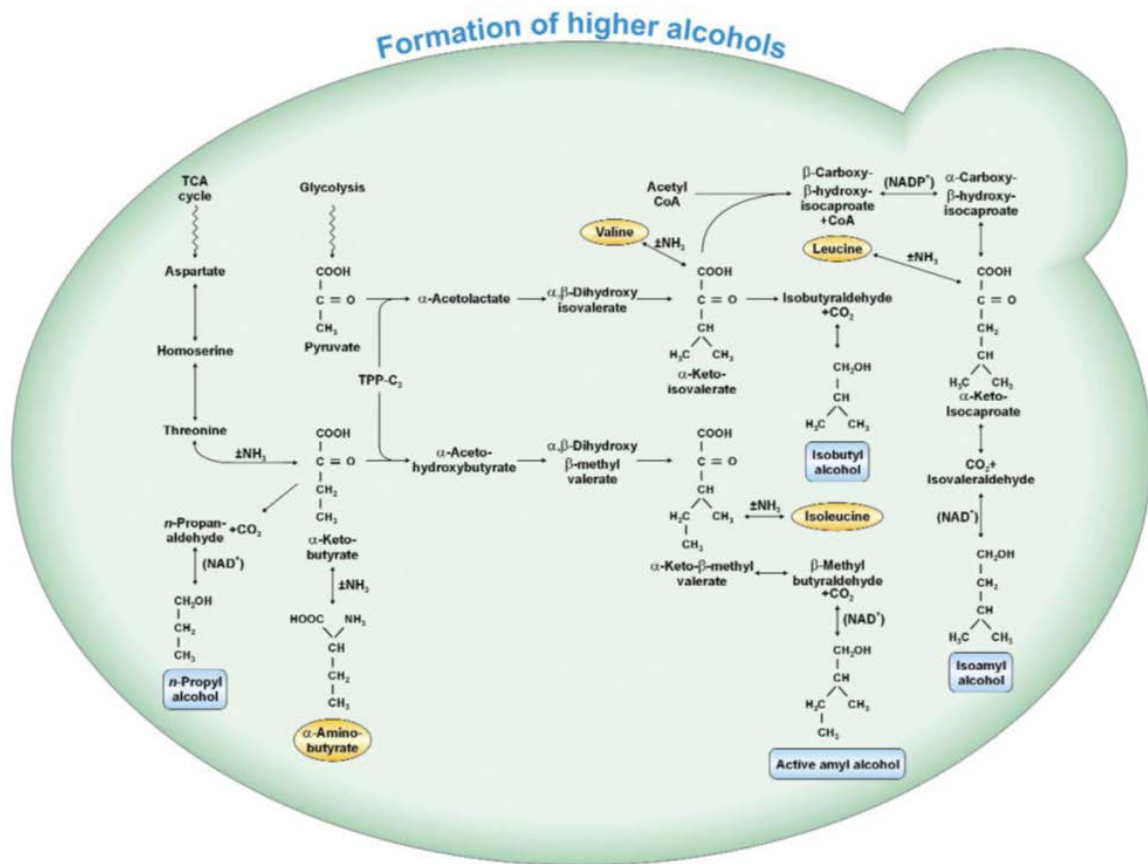 Formation of higher alcohols
TCA
cycle
Aspartate
Homoserine
Threonine
±NH₃
n-Propan-
aldehyde
+CO₂
(NAD⁺)
CH₂OH
CH₂
CH₃
n-Propyl
alcohol
Glycolysis
COOH
C = O
CH₃
Pyruvate
TPP-C₂
COOH
C = O
CH₂
CH₃
α-Keto-
butyrate
±NH₃
HOOC NH₃
CH
CH₂
CH₃
α-Amino-
butyrate
α-Acetolactate
α,β-Dihydroxy
isovalerate
α-Aceto-
hydroxybutyrate
α,β-Dihydroxy
β-methyl
valerate
Valine
±NH₃
COOH
C = O
CH
H₃C CH₃
α-Keto-
isovalerate
COOH
C = O
CH
H₂C CH₃
CH₃
±NH₃
Isoleucine
α-Keto-β-methyl
valerate
β-Methyl
butyraldehyde
+CO₂
(NAD⁺)
CH₂OH
CH
H₂C CH₃
CH₃
Active amyl alcohol
Acetyl
CoA
β-Carboxy-
β-hydroxy-
isocaproate
+CoA
(NADP⁺)
α-Carboxy-
β-hydroxy-
isocaproate
Leucine
±NH₃
Isobutyraldehyde
+CO₂
CH₂OH
CH
H₃C CH₃
Isobutyl
alcohol
COOH
C = O
CH₂
CH
H₃C CH₃
α-Keto-
Isocaproate
CO₂+
Isovaleraldehyde
(NAD⁺)
CH₂OH
CH₂
CH
H₃C CH₃
Isoamyl
alcohol